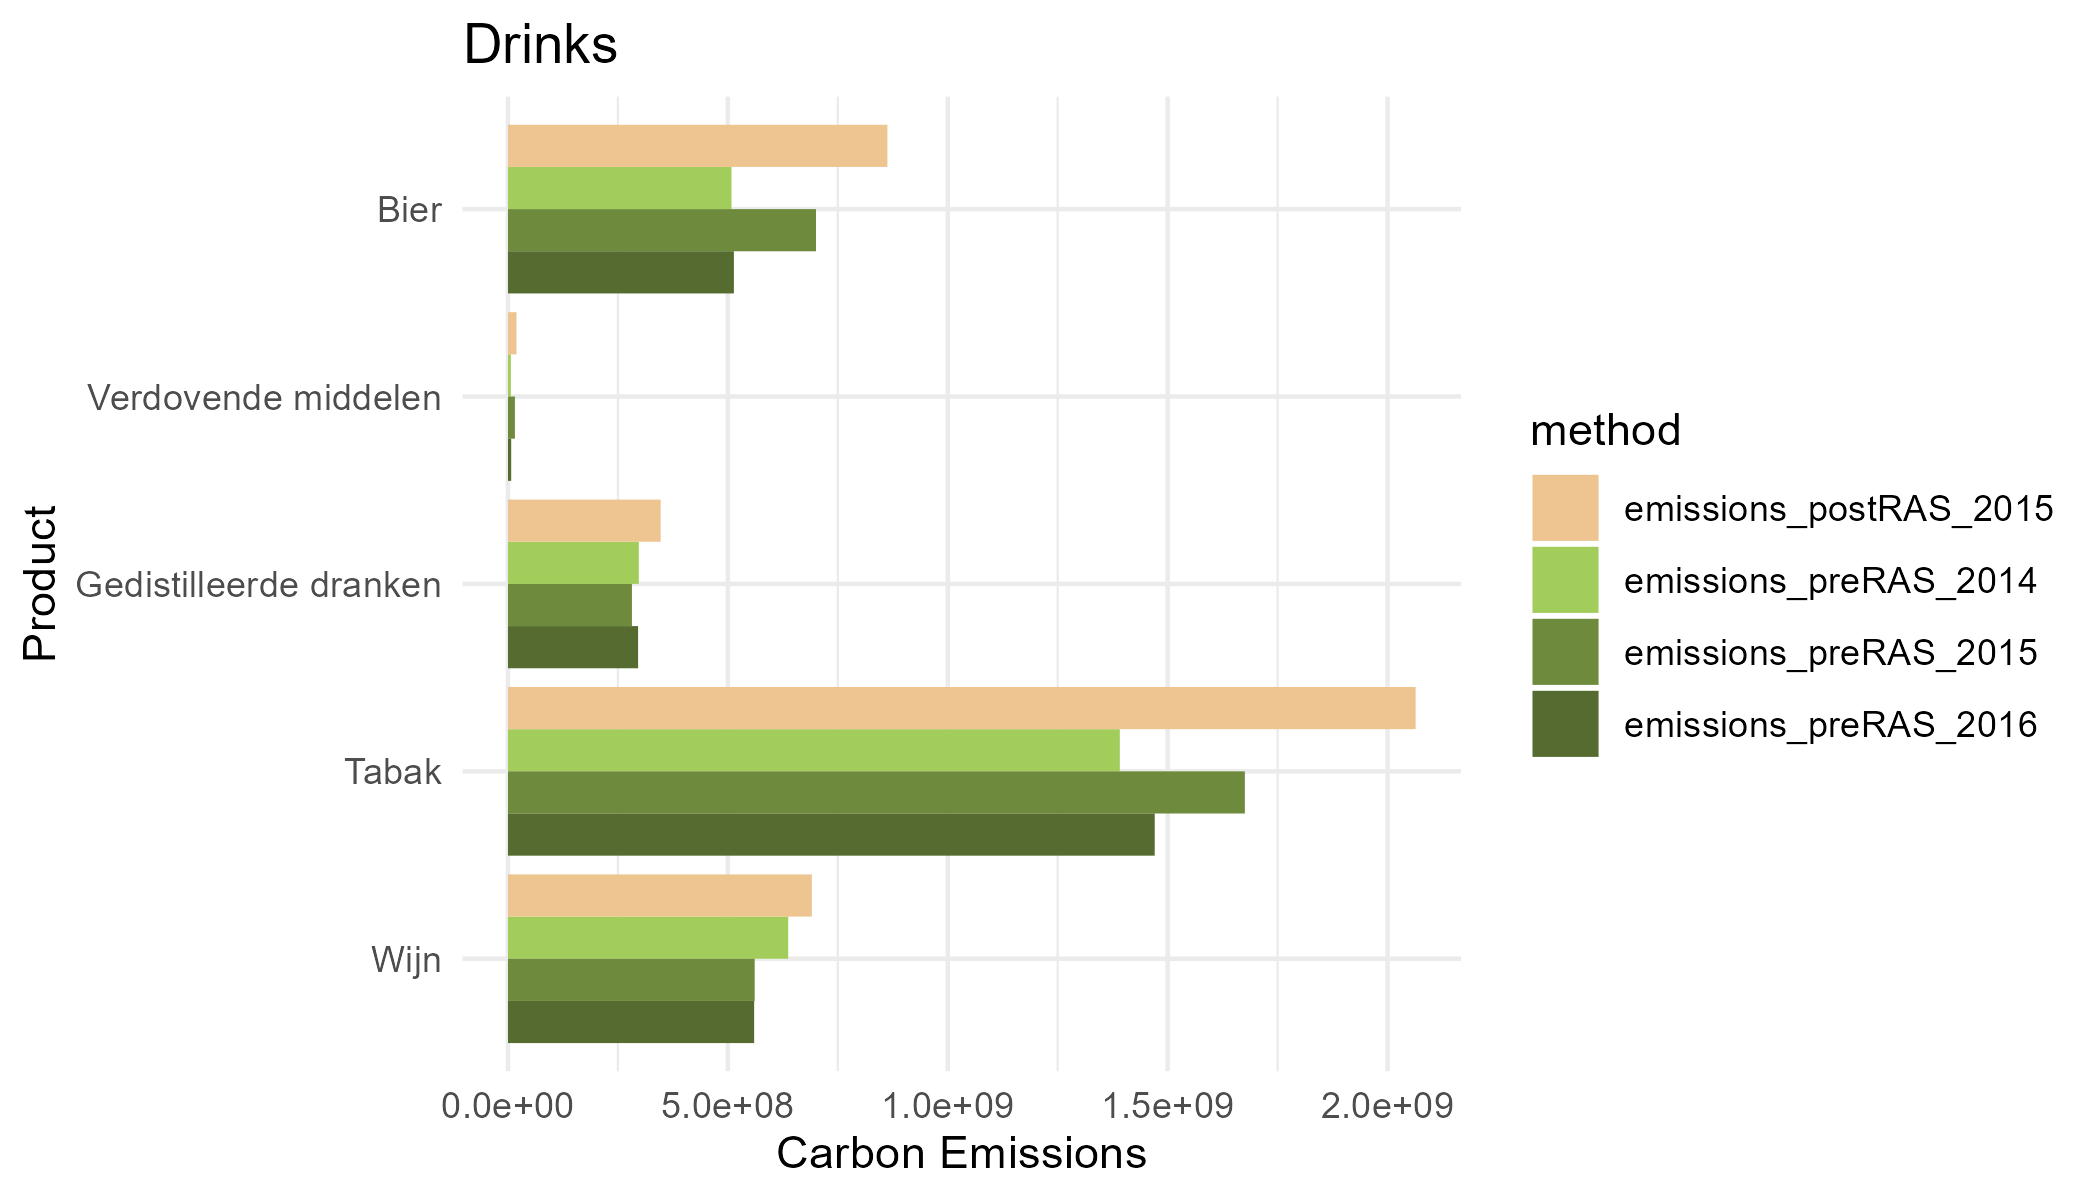 Drinks
Bier
Verdovende middelen
Gedistilleerde dranken
Tabak
Wijn
Product
0.0e+00 5.0e+08 1.0e+09 1.5e+09 2.0e+09
Carbon Emissions
method
emissions_postRAS_2015
emissions_preRAS_2014
emissions_preRAS_2015
emissions_preRAS_2016